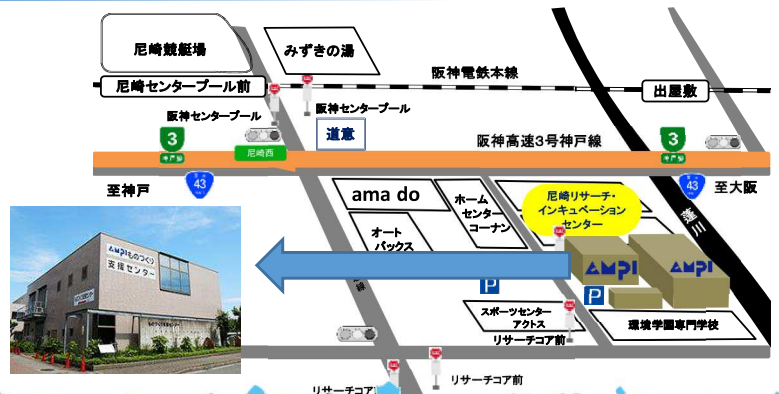 尼崎競艇場
みずきの湯
阪神電鉄本線
尼崎センタープール前
出屋敷
阪神センタープール
阪神センタープール
道意
3
神戸線
尼崎西
阪神高速3号神戸線
3
神戸線
至神戸
43
43
至大阪
ama do
ホーム
センター
コーナン
尼崎リサーチ・
インキュベーション
センター
蓬川
オート
バックス
線
AMPI
AMPI
P
P
AMPIものづくり
支援センター
スポーツセンター
アクトス
環境学園専門学校
リサーチコア前
リサーチコア前
リサーチコア